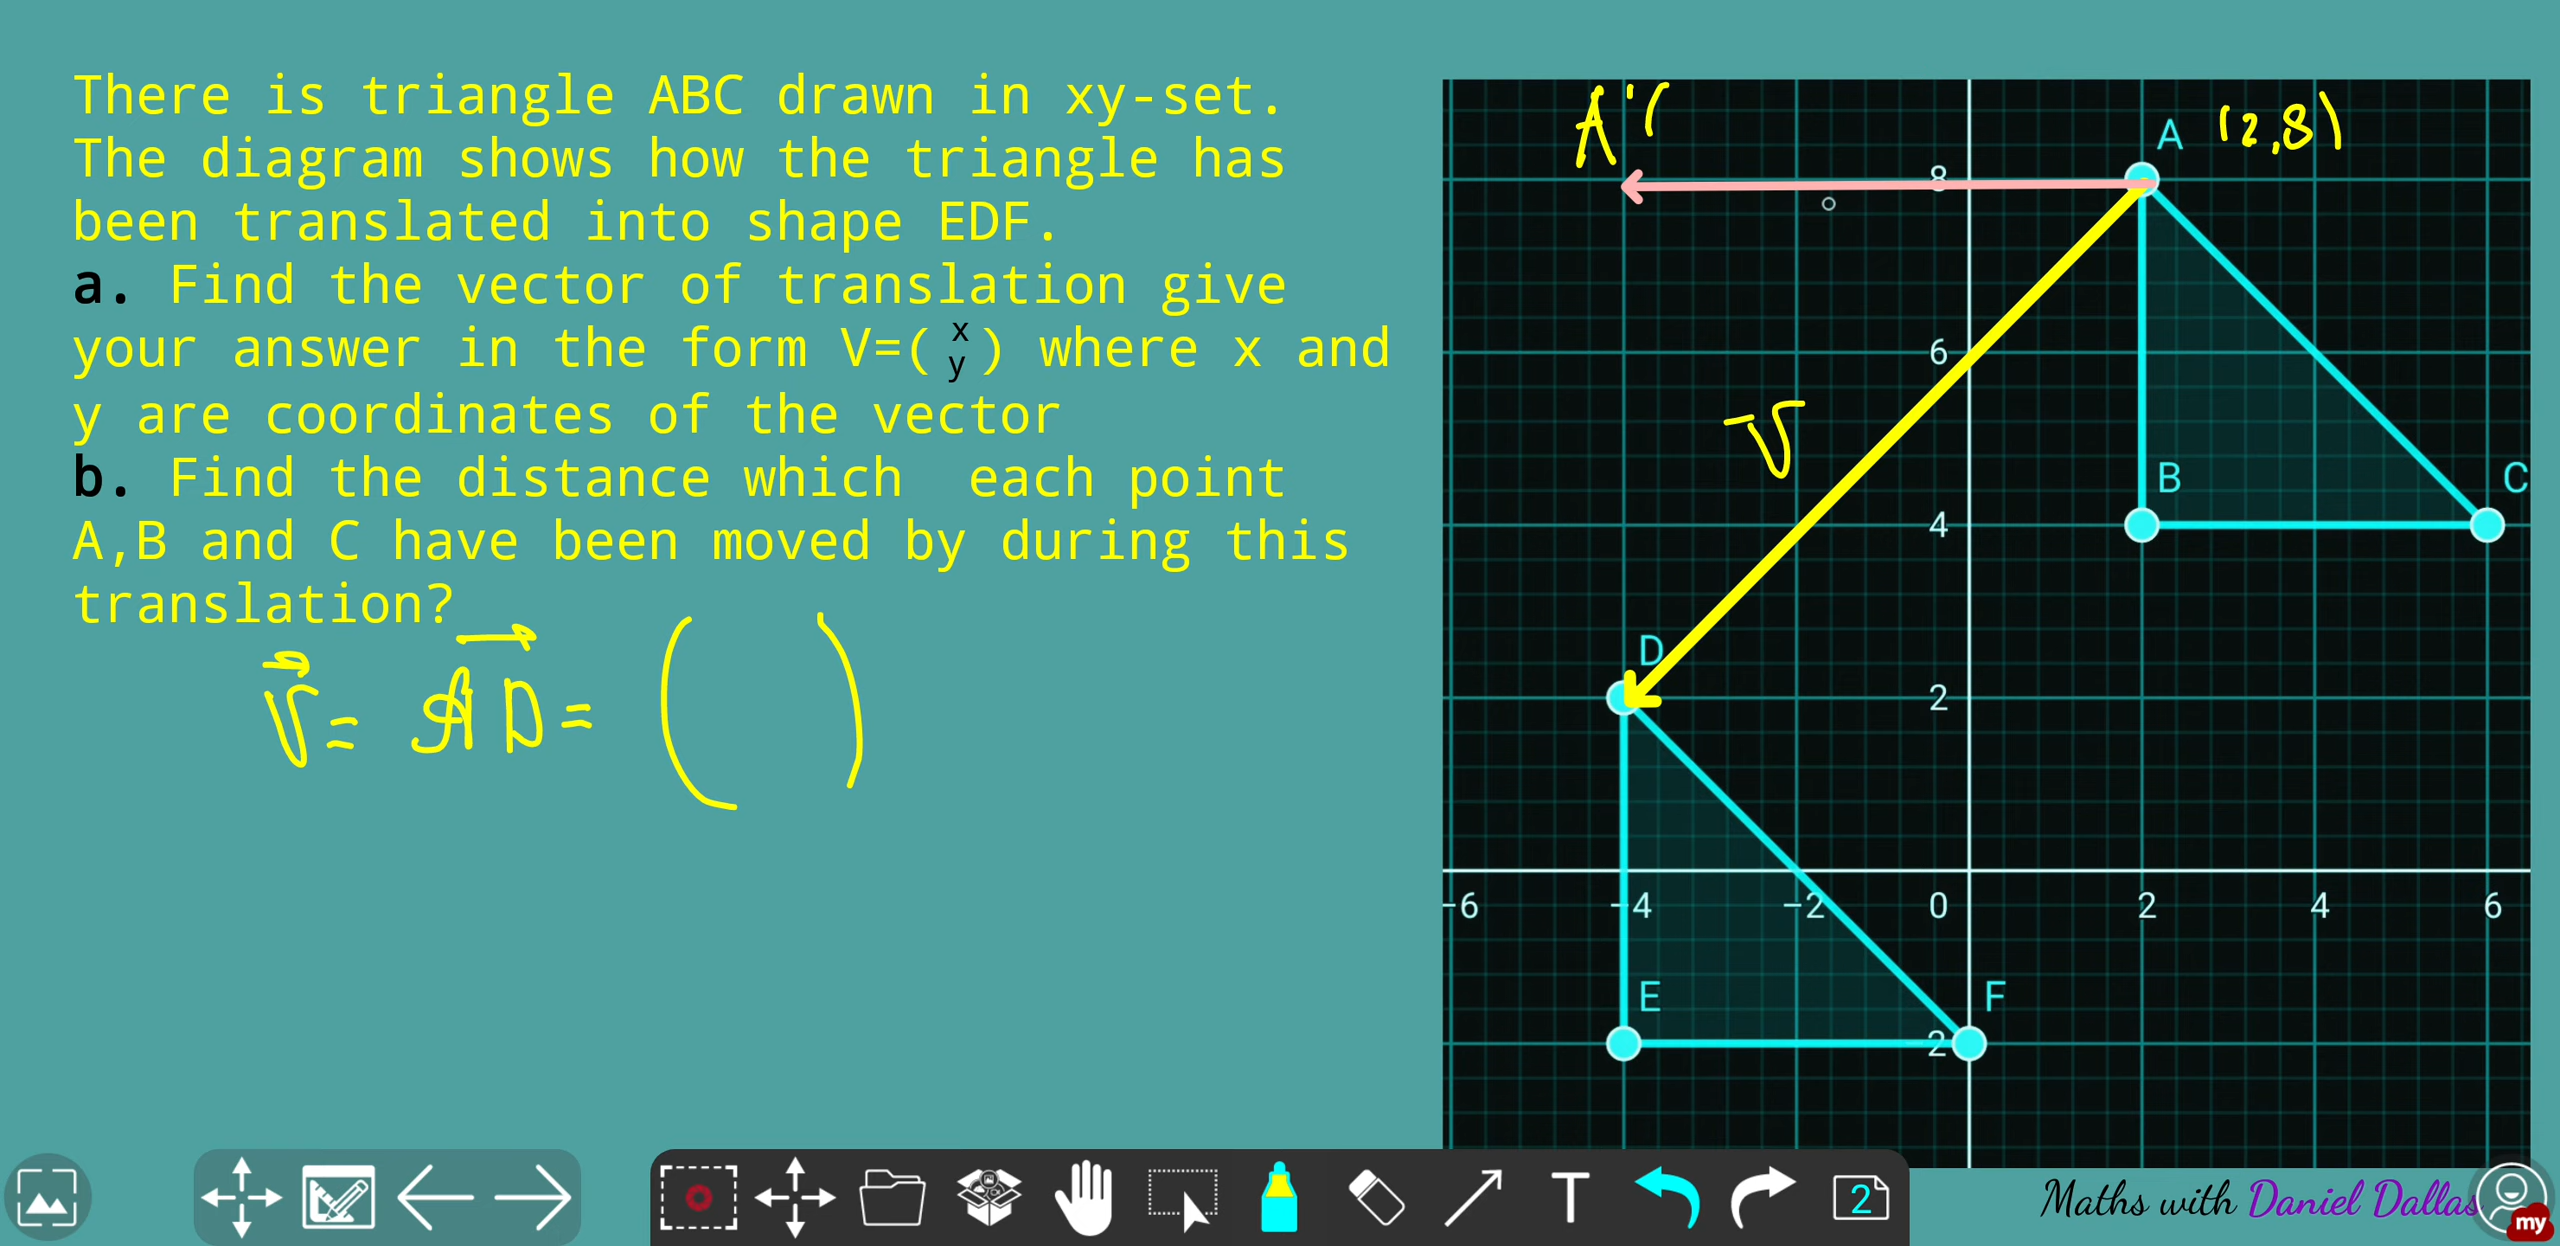 There is triangle ABC drawn in xy-set.
The diagram shows how the triangle has
been translated into shape EDF.
a. Find the vector of translation give
your answer in the form V=( x y ) where x and
y are coordinates of the vector
b. Find the distance which  each point
A,B and C have been moved by during this
translation?
V = AD = ( )
A'(
A (2,8)
8
6
V
B
C
4
D
2
-6
-4
-2
0
2
4
6
E
F
-2
T
2
Maths with Daniel Dallas
my